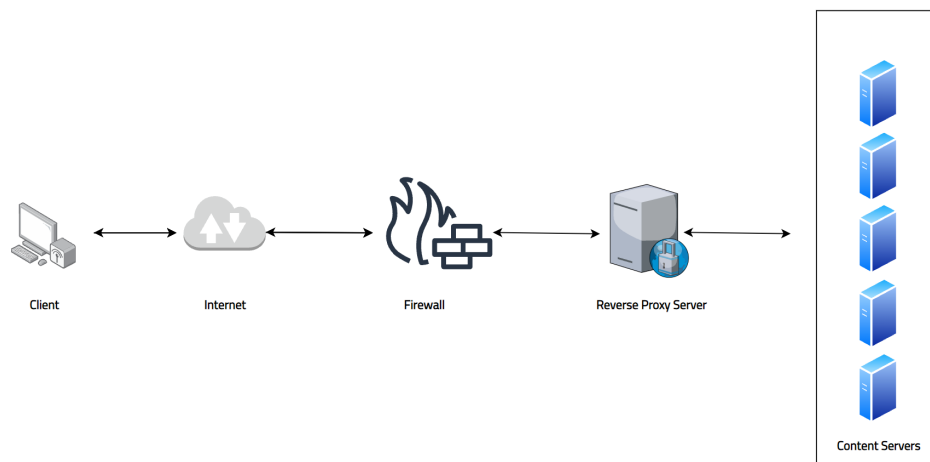 Client
Internet
Firewall
Reverse Proxy Server
Content Servers